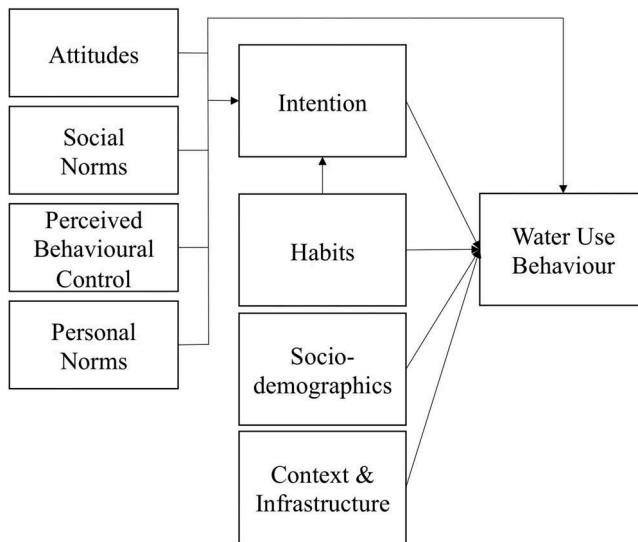 Attitudes
Social
Norms
Perceived
Behavioural
Control
Personal
Norms
Intention
Habits
Socio-
demographics
Context &
Infrastructure
Water Use
Behaviour